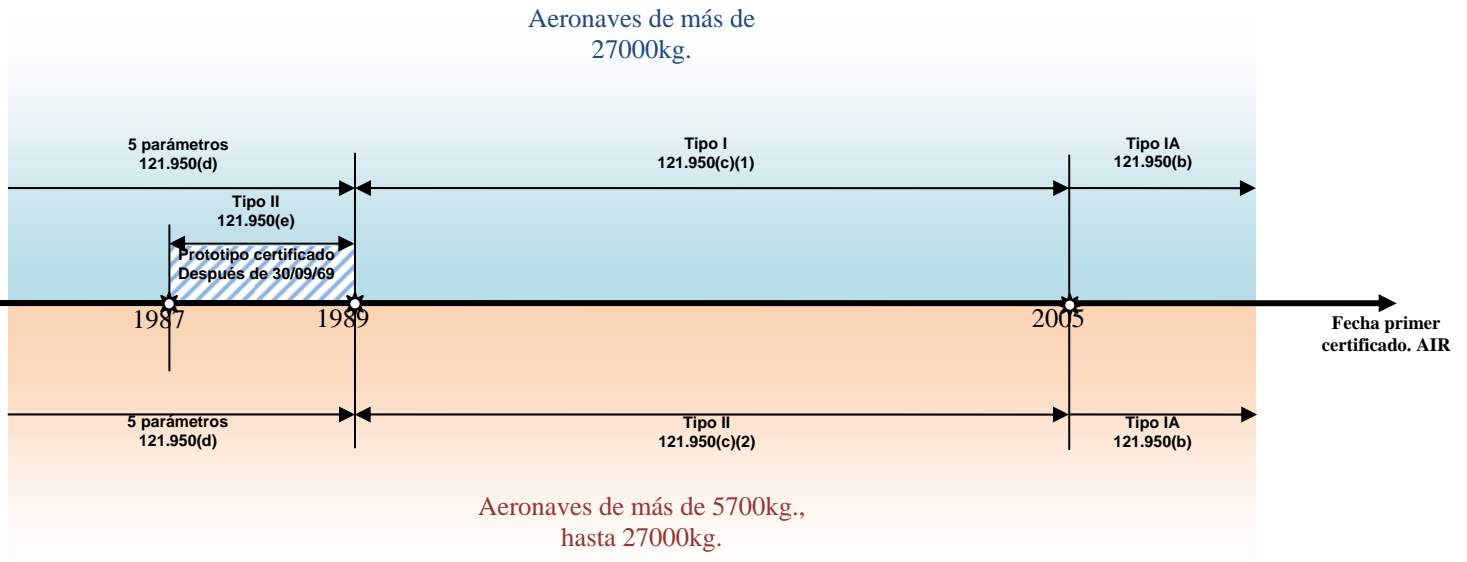 Aeronaves de más de
27000kg.
5 parámetros
121.950(d)
Tipo I
121.950(c)(1)
Tipo IA
121.950(b)
Tipo II
121.950(e)
Prototipo certificado
Después de 30/09/69
1987
1989
2005
Fecha primer
certificado. AIR
5 parámetros
121.950(d)
Tipo II
121.950(c)(2)
Tipo IA
121.950(b)
Aeronaves de más de 5700kg.,
hasta 27000kg.